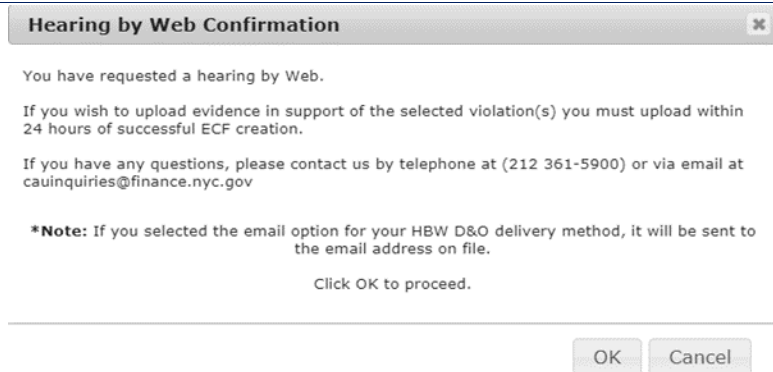 Hearing by Web Confirmation
You have requested a hearing by Web.
If you wish to upload evidence in support of the selected violation(s) you must upload within
24 hours of successful ECF creation.
If you have any questions, please contact us by telephone at (212 361-5900) or via email at
cauinquiries@finance.nyc.gov
*Note: If you selected the email option for your HBW D&O delivery method, it will be sent to
the email address on file.
Click OK to proceed.
OK Cancel